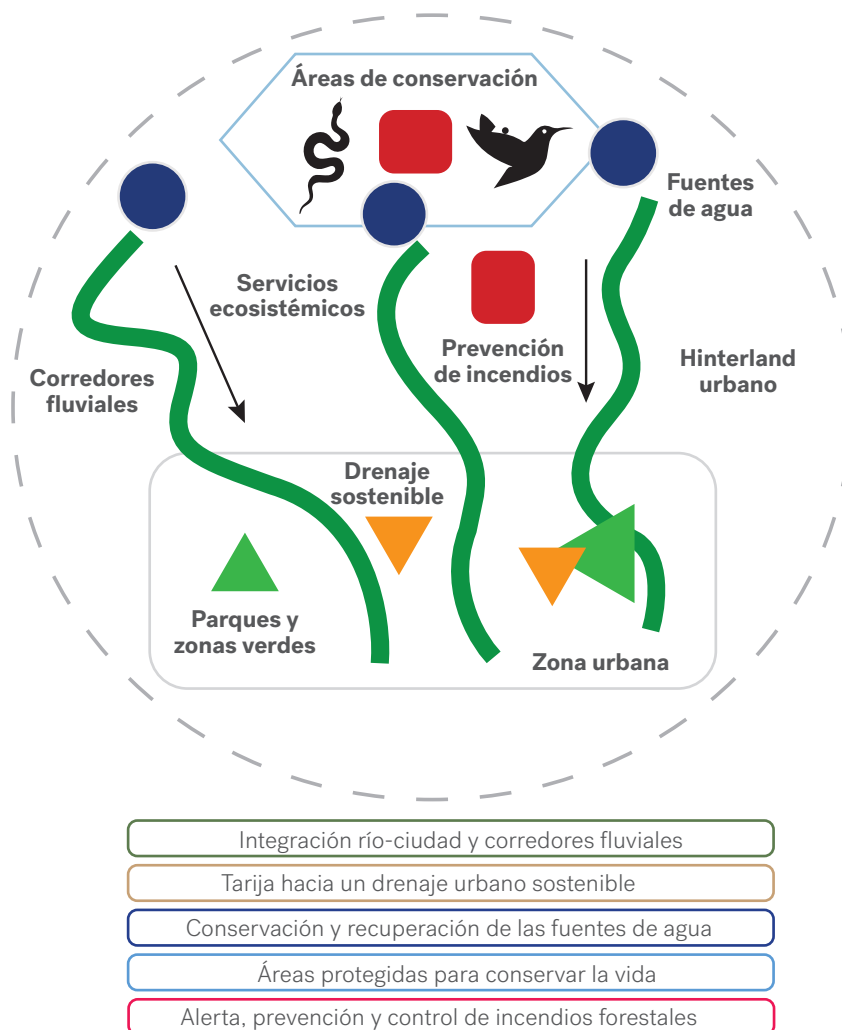 Áreas de conservación
Fuentes
de agua
Servicios
ecosistémicos
Prevención
de incendios
Hinterland
urbano
Corredores
fluviales
Drenaje
sostenible
Parques y
zonas verdes
Zona urbana
Integración río-ciudad y corredores fluviales
Tarija hacia un drenaje urbano sostenible
Conservación y recuperación de las fuentes de agua
Áreas protegidas para conservar la vida
Alerta, prevención y control de incendios forestales